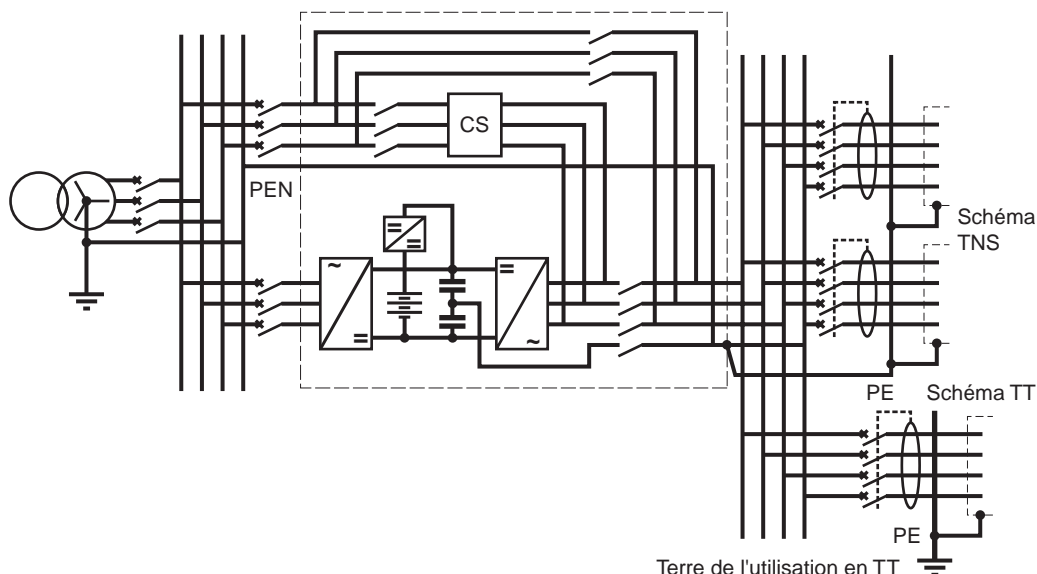 CS
PEN
Schéma
TNS
PE
Schéma TT
PE
Terre de l'utilisation en TT